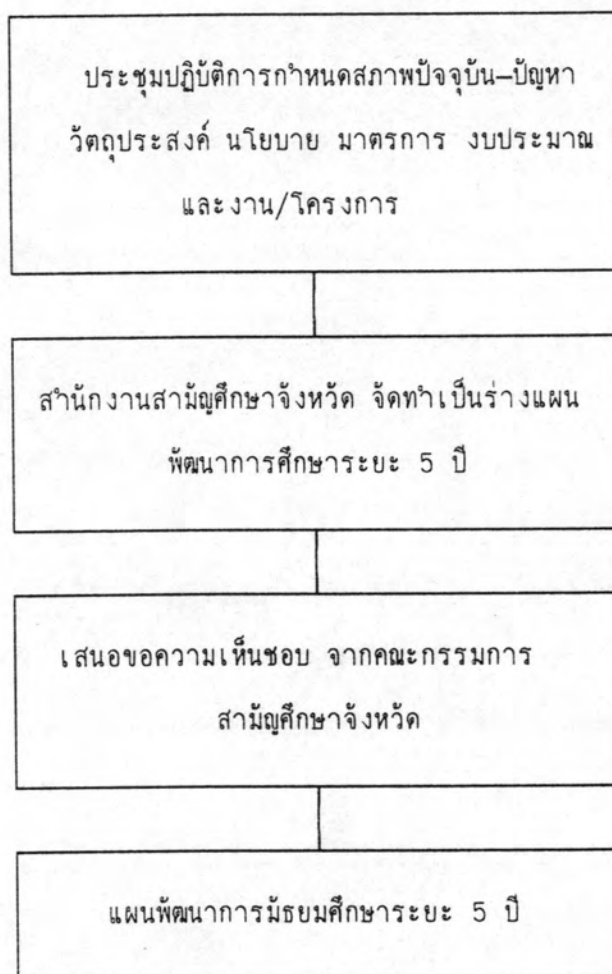 ประชุมปฏิบัติการกำหนดสภาพปัจจุบัน–ปัญหา
วัตถุประสงค์ นโยบาย มาตรการ งบประมาณ
และงาน/โครงการ
สำนักงานสามัญศึกษาจังหวัด จัดทำเป็นร่างแผน
พัฒนาการศึกษาระยะ 5 ปี
เสนอขอความเห็นชอบ จากคณะกรรมการ
สามัญศึกษาจังหวัด
แผนพัฒนาการมัธยมศึกษาระยะ 5 ปี